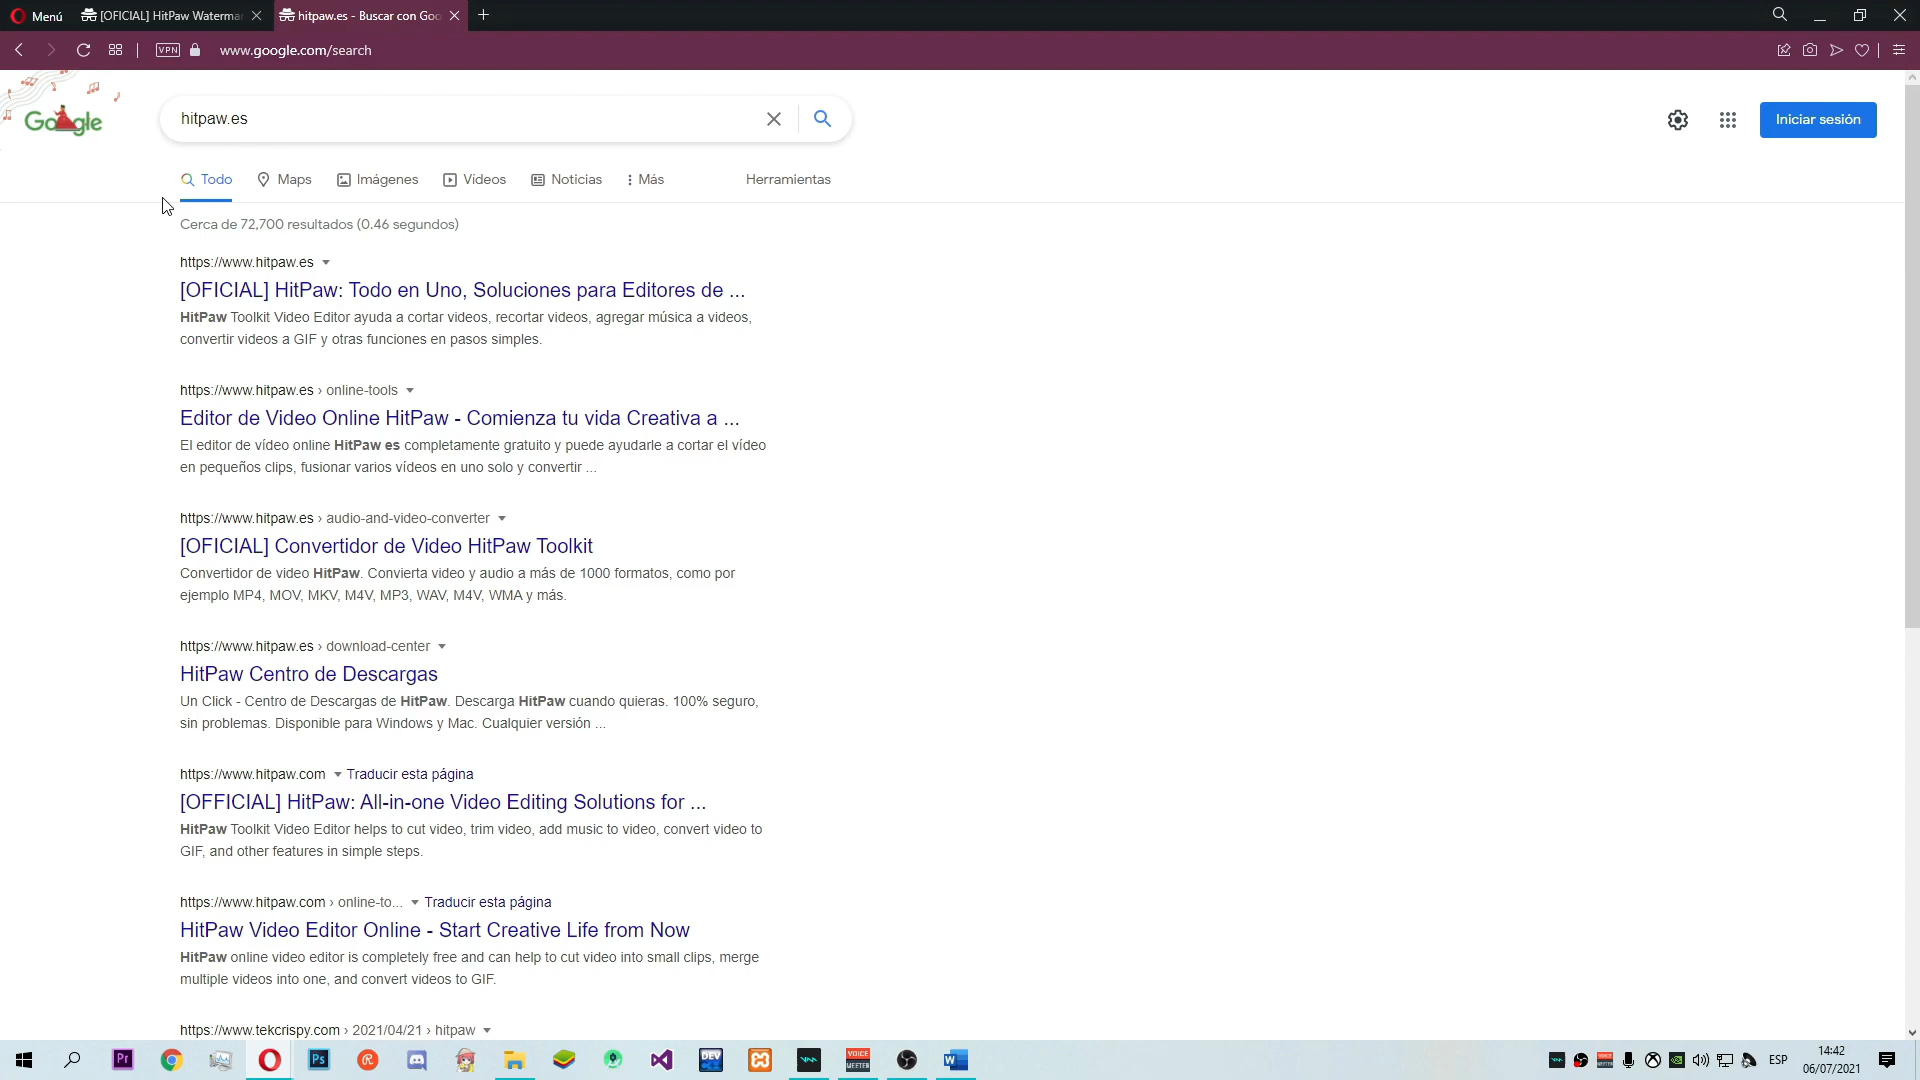 Menú
[OFICIAL] HitPaw Waterma
hitpaw.es - Buscar con Goo
VPN
www.google.com/search
Google
hitpaw.es
Iniciar sesión
Todo
Maps
Imágenes
Vídeos
Noticias
Más
Herramientas
Cerca de 72,700 resultados (0.46 segundos)
https://www.hitpaw.es
[OFICIAL] HitPaw: Todo en Uno, Soluciones para Editores de ...
HitPaw Toolkit Video Editor ayuda a cortar videos, recortar videos, agregar música a videos,
convertir videos a GIF y otras funciones en pasos simples.
https://www.hitpaw.es › online-tools
Editor de Video Online HitPaw - Comienza tu vida Creativa a ...
El editor de vídeo online HitPaw es completamente gratuito y puede ayudarle a cortar el vídeo
en pequeños clips, fusionar varios vídeos en uno solo y convertir ...
https://www.hitpaw.es › audio-and-video-converter
[OFICIAL] Convertidor de Video HitPaw Toolkit
Convertidor de video HitPaw. Convierta video y audio a más de 1000 formatos, como por
ejemplo MP4, MOV, MKV, M4V, MP3, WAV, M4V, WMA y más.
https://www.hitpaw.es › download-center
HitPaw Centro de Descargas
Un Click - Centro de Descargas de HitPaw. Descarga HitPaw cuando quieras. 100% seguro,
sin problemas. Disponible para Windows y Mac. Cualquier versión ...
https://www.hitpaw.com Traducir esta página
[OFFICIAL] HitPaw: All-in-one Video Editing Solutions for ...
HitPaw Toolkit Video Editor helps to cut video, trim video, add music to video, convert video to
GIF, and other features in simple steps.
https://www.hitpaw.com › online-to... Traducir esta página
HitPaw Video Editor Online - Start Creative Life from Now
HitPaw online video editor is completely free and can help to cut video into small clips, merge
multiple videos into one, and convert videos to GIF.
https://www.tekcrispy.com › 2021/04/21 › hitpaw
Pr
Ps
DEV
VOICE
MEETER
W
ESP
14:42
06/07/2021